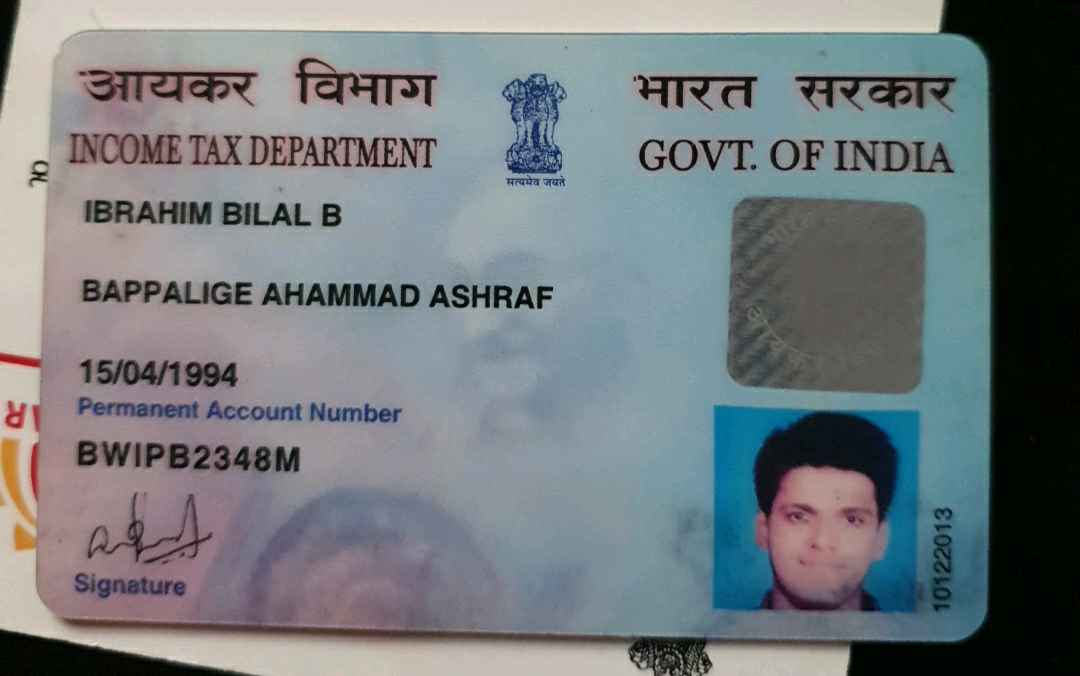 आयकर विभाग
भारत सरकार
INCOME TAX DEPARTMENT
GOVT. OF INDIA
सत्यमेव जयते
IBRAHIM BILAL B
BAPPALIGE AHAMMAD ASHRAF
15/04/1994
Permanent Account Number
BWIPB2348M
Signature
10122013